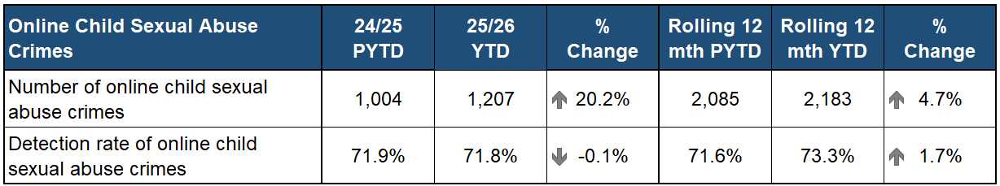 Online Child Sexual Abuse Crimes | 24/25 PYTD | 25/26 YTD | % Change | Rolling 12 mth PYTD | Rolling 12 mth YTD | % Change
Number of online child sexual abuse crimes | 1,004 | 1,207 | 20.2% | 2,085 | 2,183 | 4.7%
Detection rate of online child sexual abuse crimes | 71.9% | 71.8% | -0.1% | 71.6% | 73.3% | 1.7%